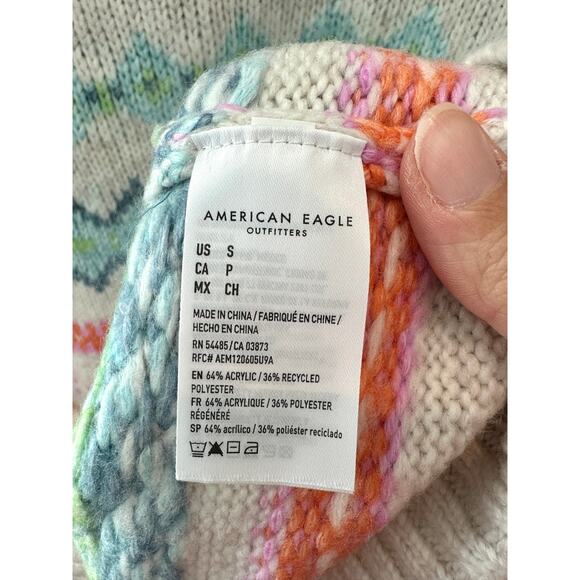 AMERICAN EAGLE
OUTFITTERS
US S
CA P
MX CH
MADE IN CHINA / FABRIQUÉ EN CHINE /
HECHO EN CHINA
RN 54485 / CA 03873
RFC# AEM120605U9A
EN 64% ACRYLIC / 36% RECYCLED
POLYESTER
FR 64% ACRYLIQUE / 36% POLYESTER
RÉGÉNÉRÉ
SP 64% acrílico / 36% poliéster reciclado